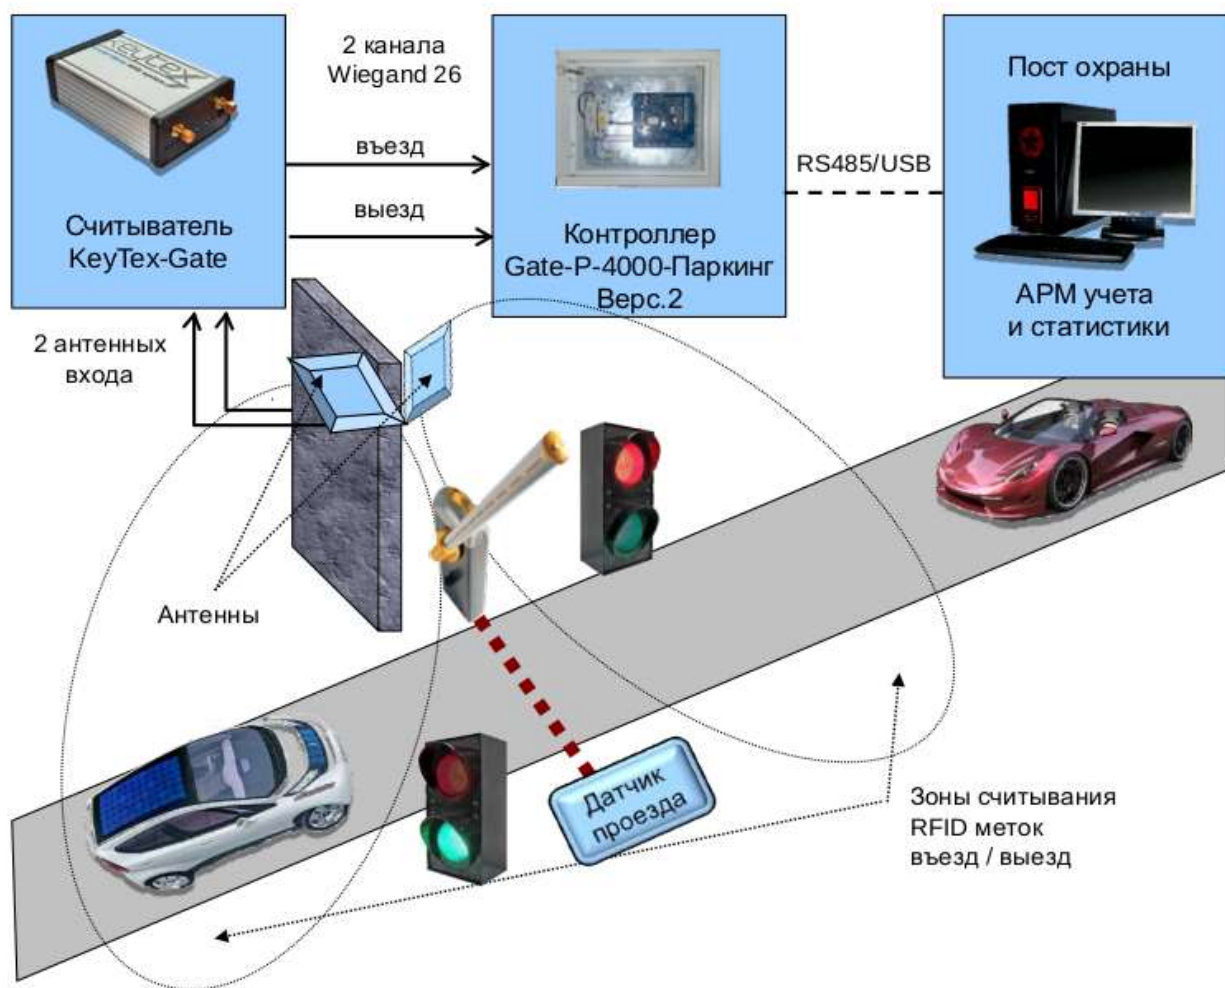 keytex
Считыватель
KeyTex-Gate
2 канала
Wiegand 26
въезд
выезд
Контроллер
Gate-P-4000-Паркинг
Верс.2
RS485/USB
Пост охраны
АРМ учета
и статистики
2 антенных
входа
Антенны
Датчик
проезда
Зоны считывания
RFID меток
въезд / выезд